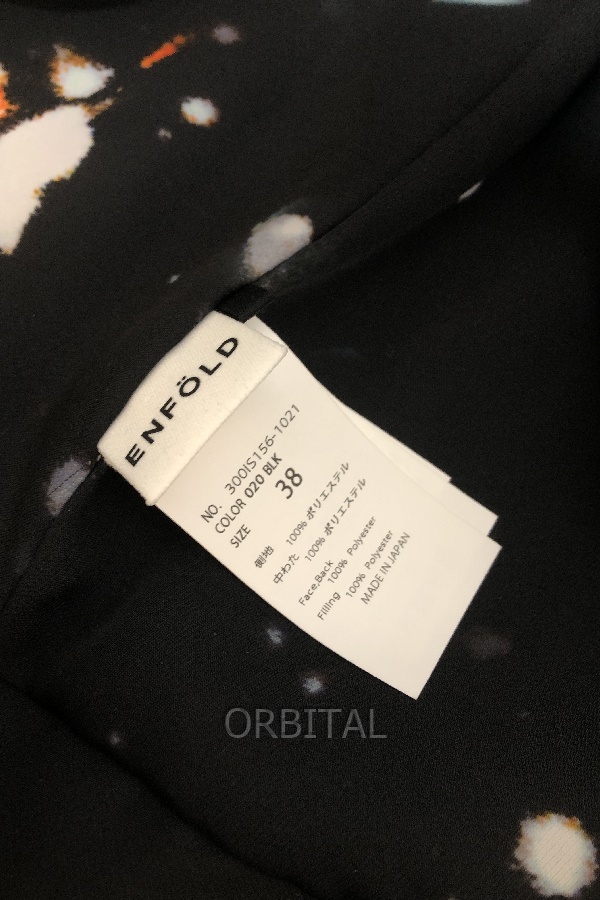 ENFÖLD
NO. 300IS156-1021
COLOR 020 BLK
SIZE 38
側地 100% ポリエステル
中わた 100% ポリエステル
Face,Back
100% Polyester
Filling 100% Polyester
MADE IN JAPAN
ORBITAL